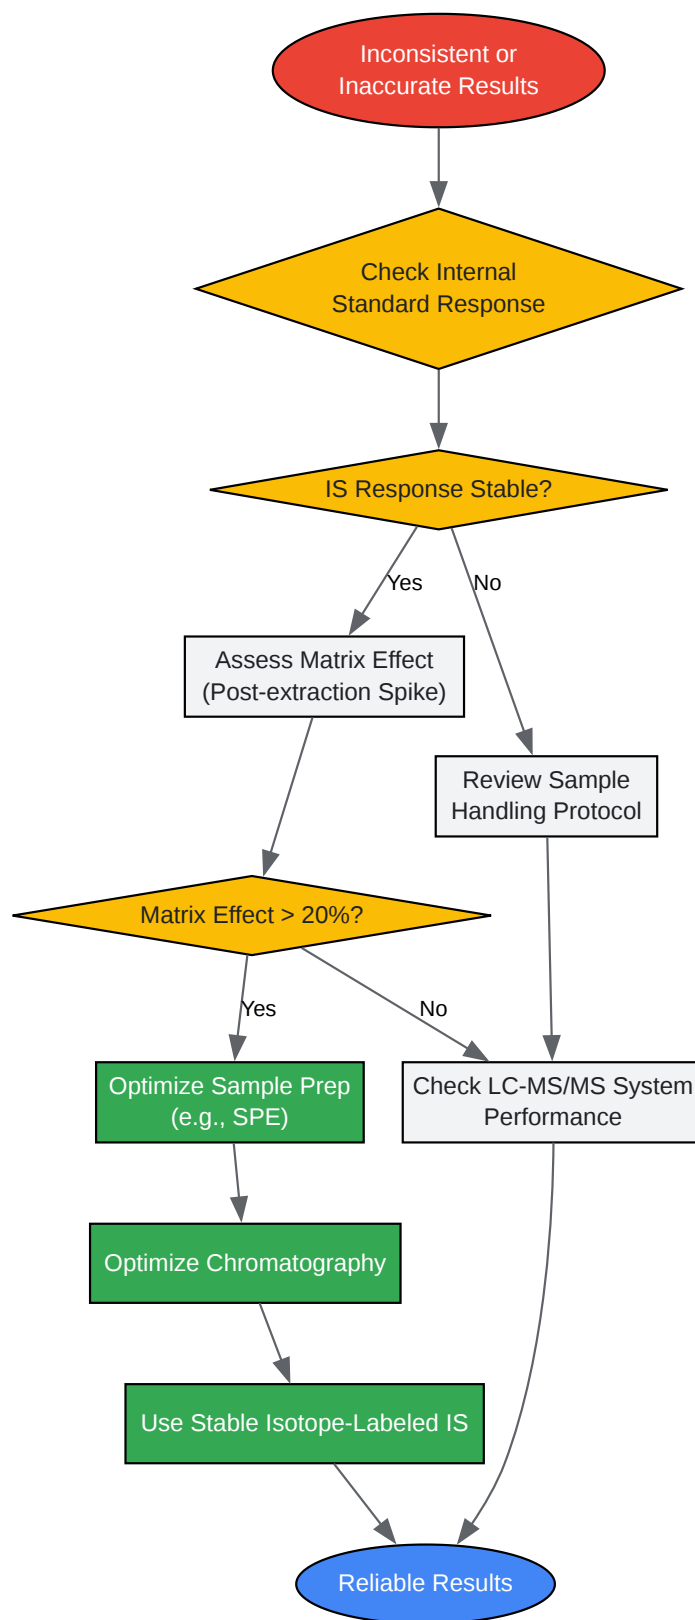 Inconsistent or
Inaccurate Results
Check Internal
Standard Response
IS Response Stable?
Yes
No
Assess Matrix Effect
(Post-extraction Spike)
Review Sample
Handling Protocol
Matrix Effect > 20%?
Yes
No
Optimize Sample Prep
(e.g., SPE)
Check LC-MS/MS System
Performance
Optimize Chromatography
Use Stable Isotope-Labeled IS
Reliable Results